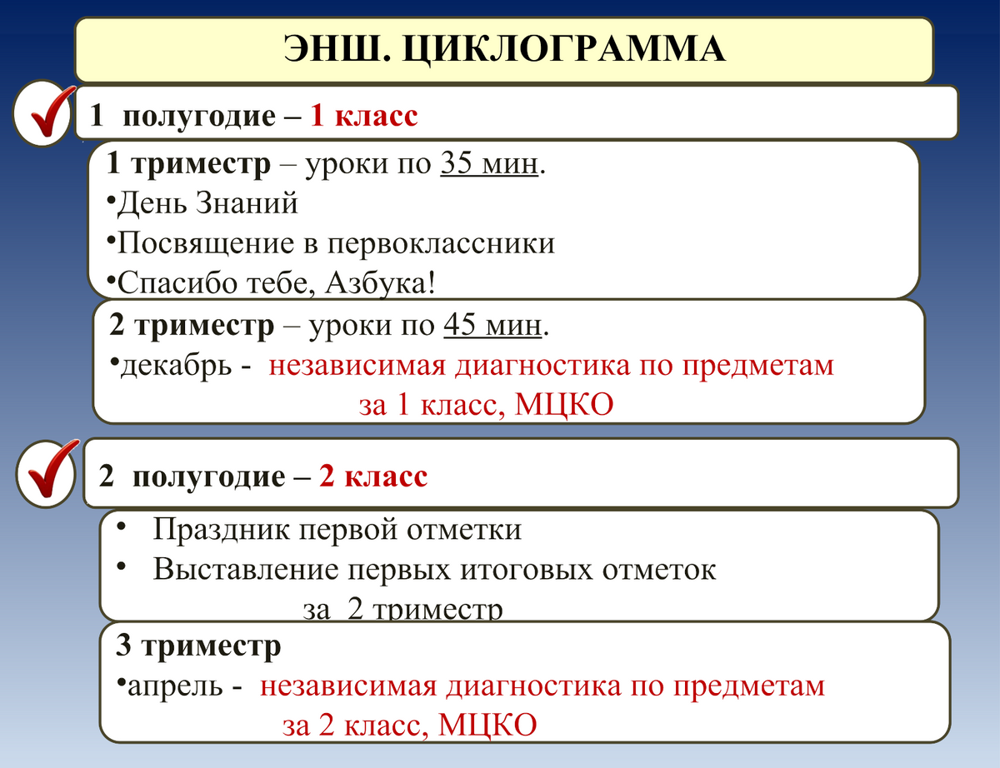 ЭНШ. ЦИКЛОГРАММА
1 полугодие – 1 класс
1 триместр – уроки по 35 мин.
•День Знаний
•Посвящение в первоклассники
•Спасибо тебе, Азбука!
2 триместр – уроки по 45 мин.
•декабрь - независимая диагностика по предметам
за 1 класс, МЦКО
2 полугодие – 2 класс
• Праздник первой отметки
• Выставление первых итоговых отметок
за 2 триместр
3 триместр
•апрель - независимая диагностика по предметам
за 2 класс, МЦКО